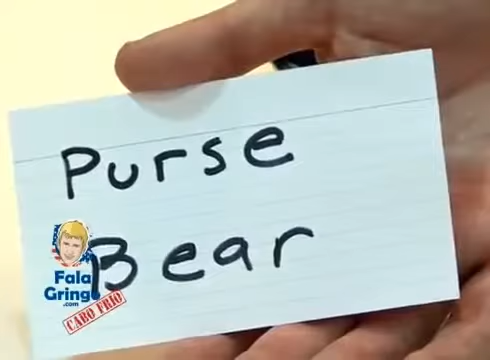 Purse
Bear
Fala
Gringo
.com
CABO FRIO